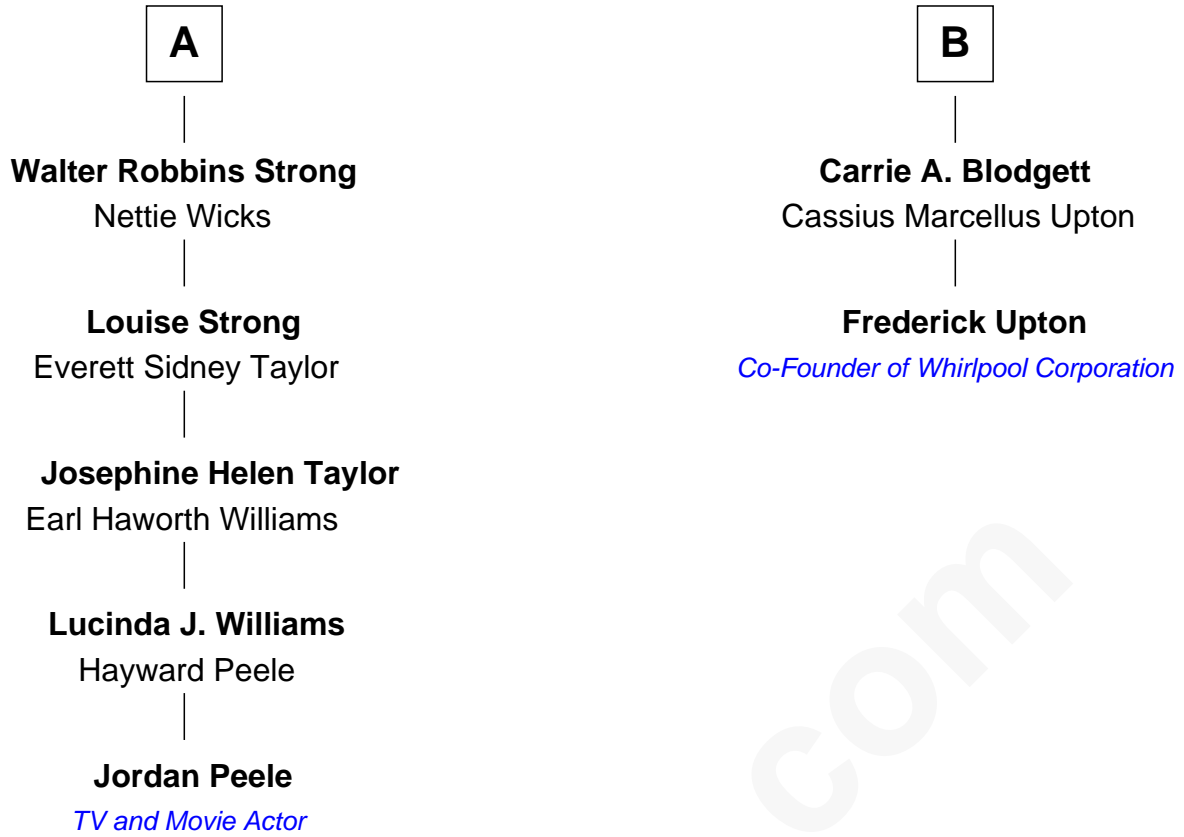 A
Walter Robbins Strong
Nettie Wicks
Louise Strong
Everett Sidney Taylor
Josephine Helen Taylor
Earl Haworth Williams
Lucinda J. Williams
Hayward Peele
Jordan Peele
TV and Movie Actor
B
Carrie A. Blodgett
Cassius Marcellus Upton
Frederick Upton
Co-Founder of Whirlpool Corporation
com